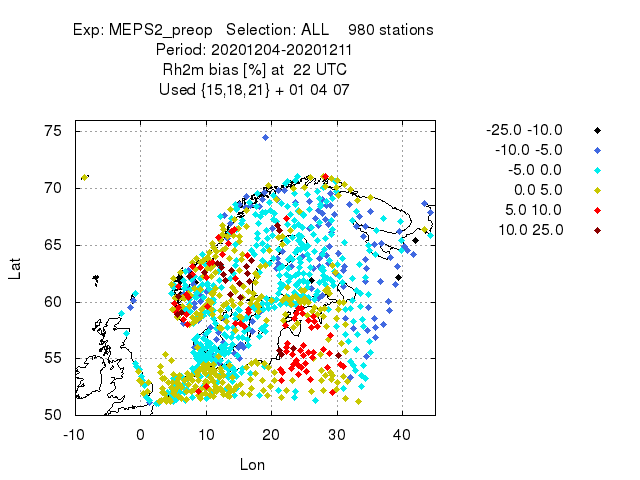 Exp: MEPS2_preop Selection: ALL 980 stations
Period: 20201204-20201211
Rh2m bias [%] at 22 UTC
Used {15,18,21} + 01 04 07
-25.0 -10.0
-10.0 -5.0
-5.0 0.0
0.0 5.0
5.0 10.0
10.0 25.0
75
70
65
60
55
50
Lat
-10 0 10 20 30 40
Lon